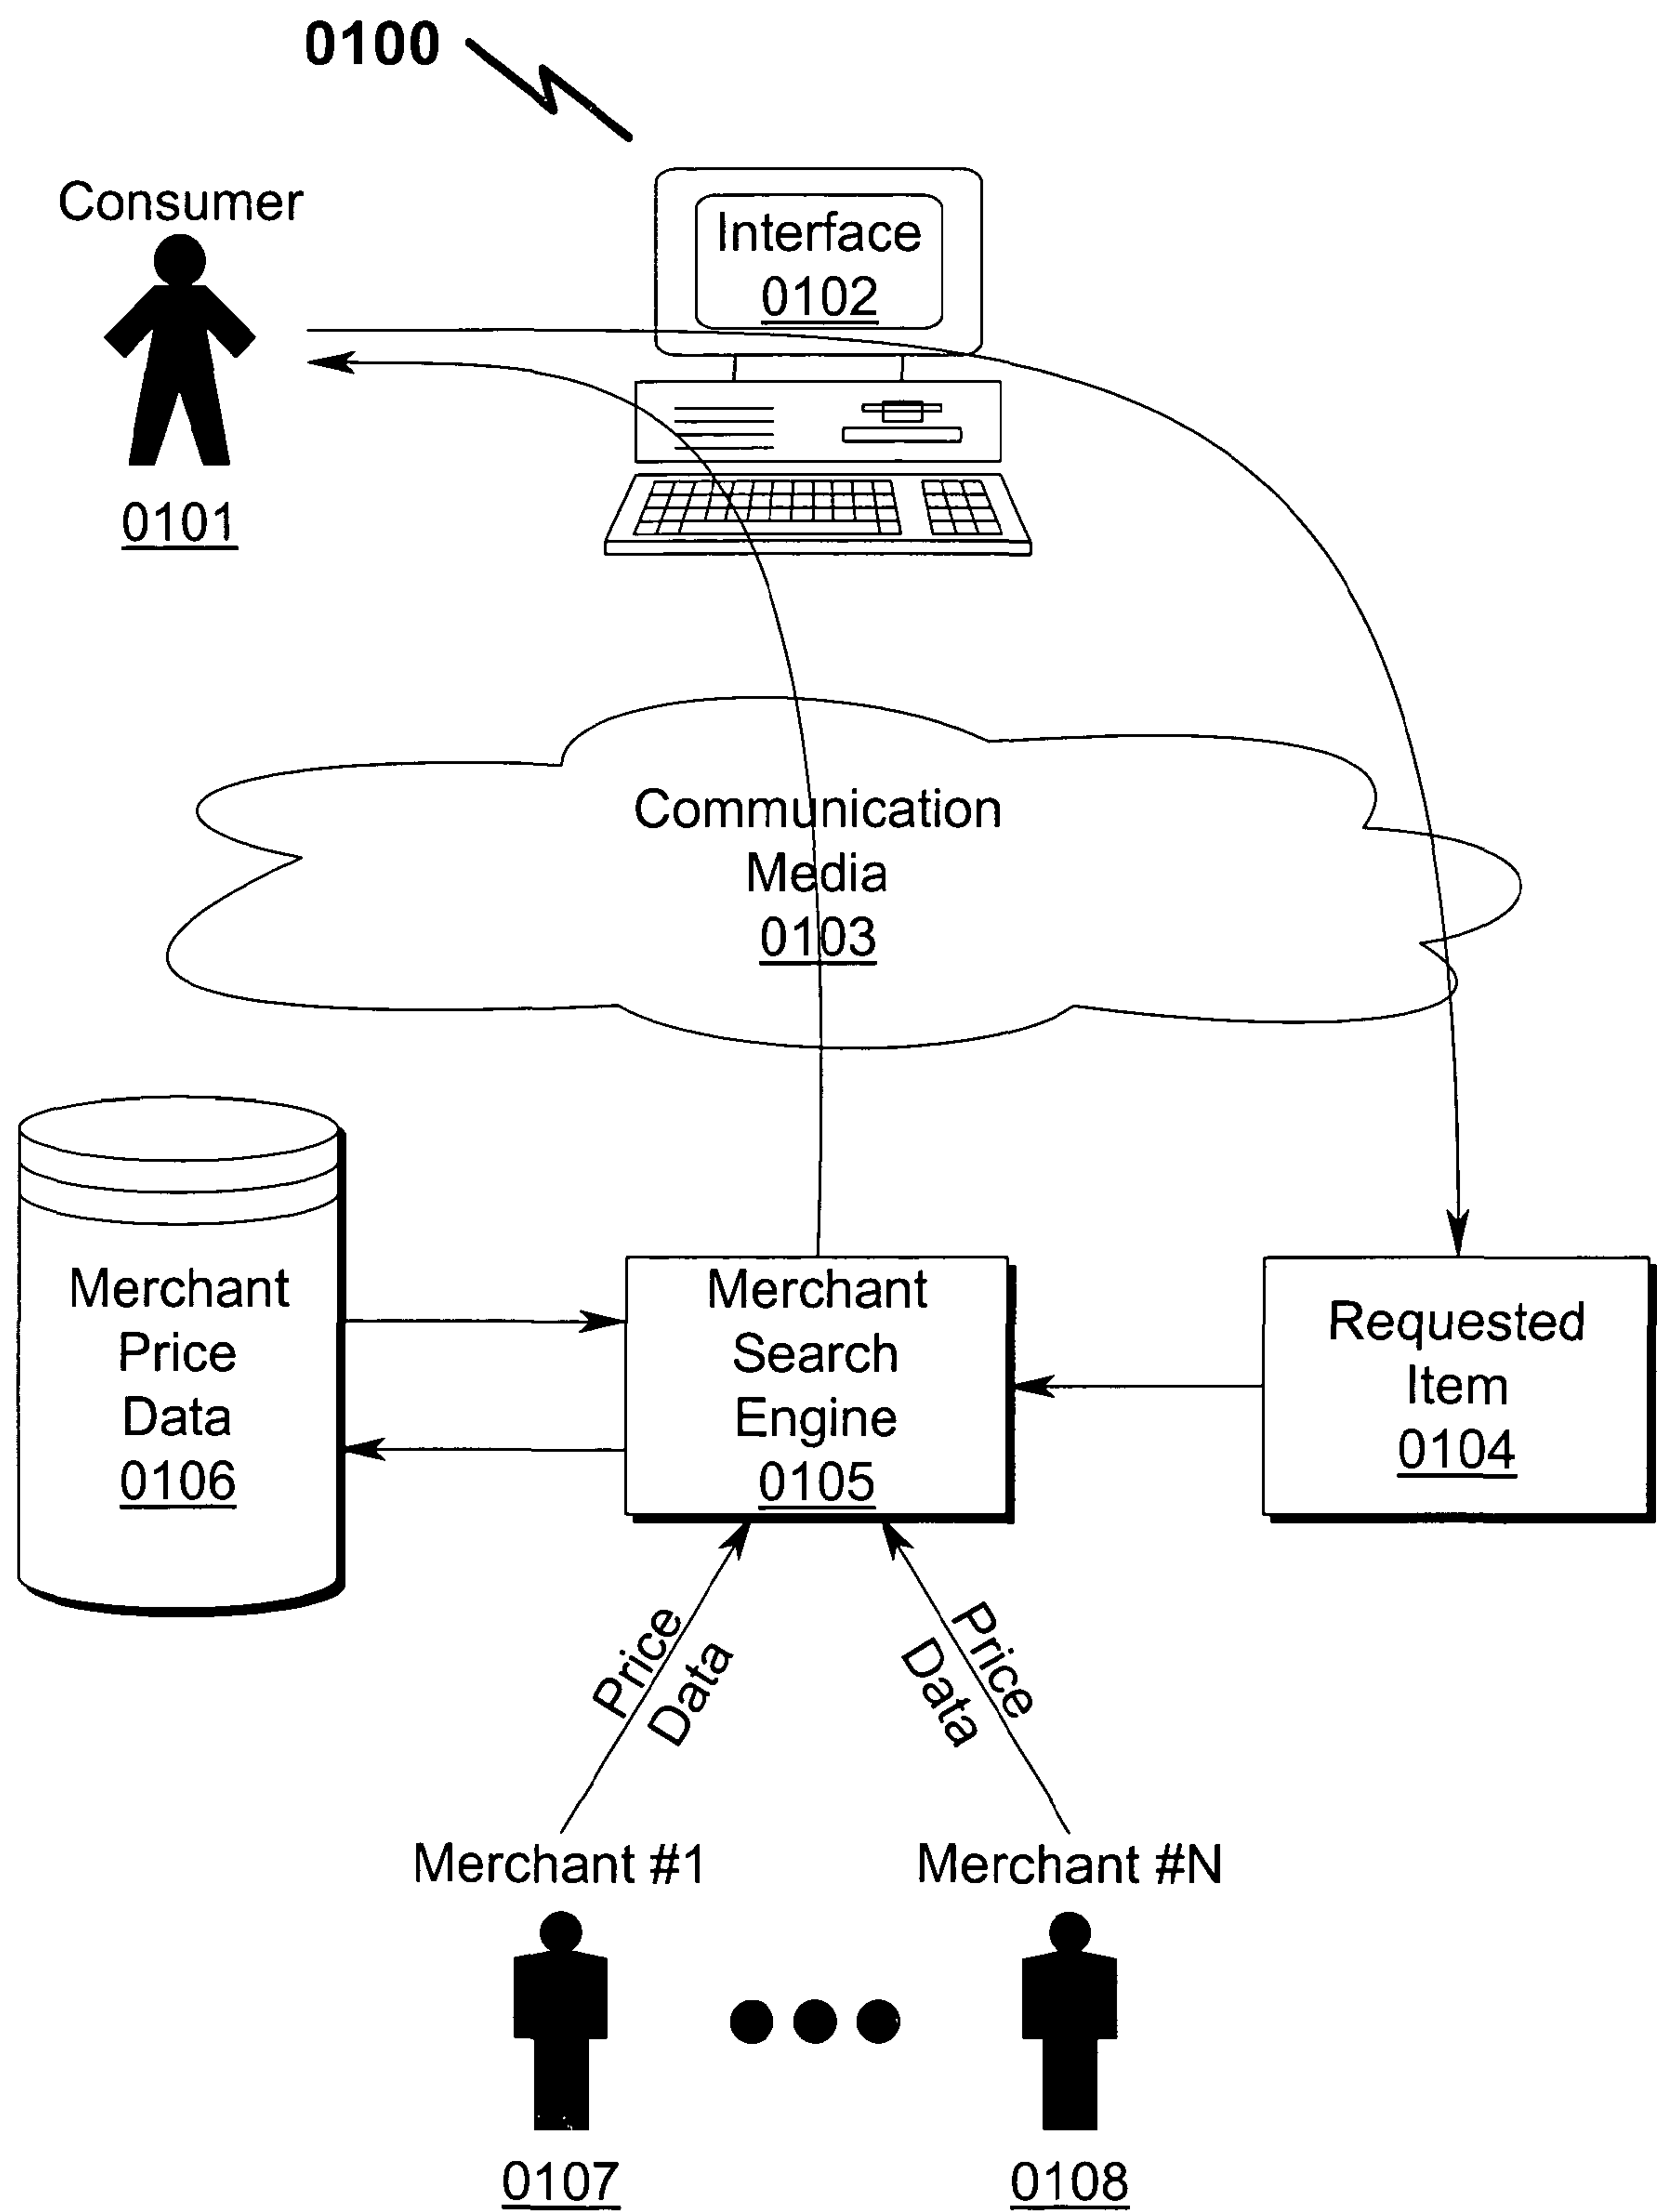 0100
Consumer
0101
Interface
0102
Communication
Media
0103
Merchant
Price
Data
0106
Merchant
Search
Engine
0105
Requested
Item
0104
Price
Data
Price
Data
Merchant #1
Merchant #N
0107
0108